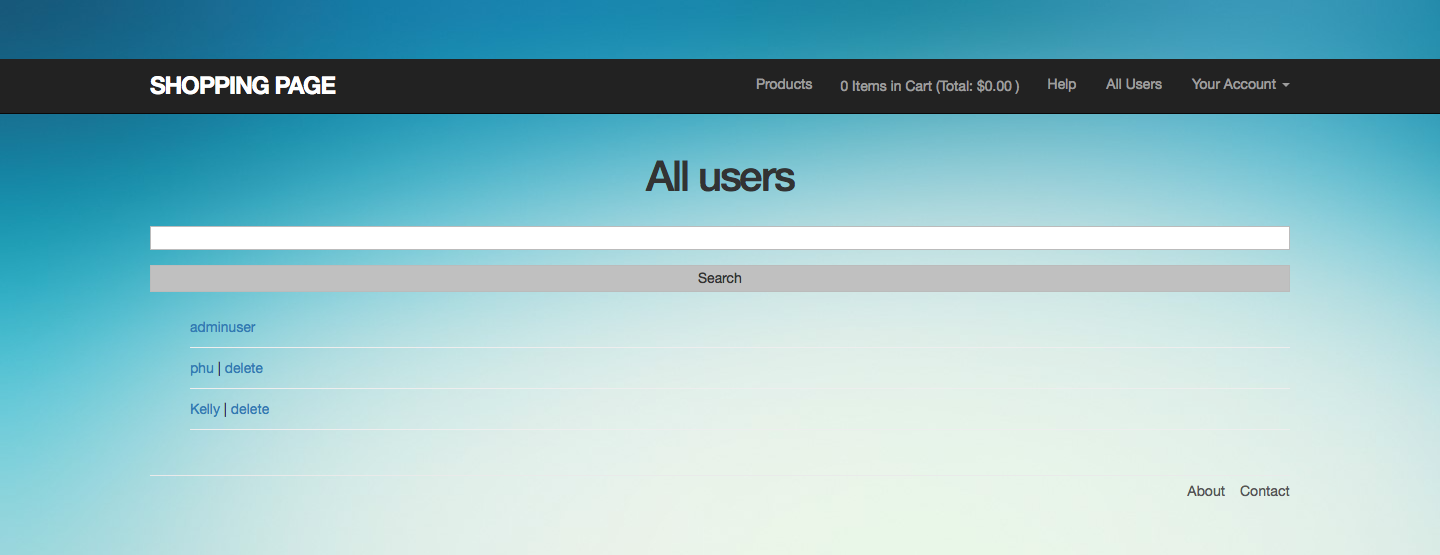 SHOPPING PAGE Products 0 Items in Cart (Total: $0.00 ) Help All Users Your Account
All users
Search
adminuser
phu | delete
Kelly | delete
About Contact